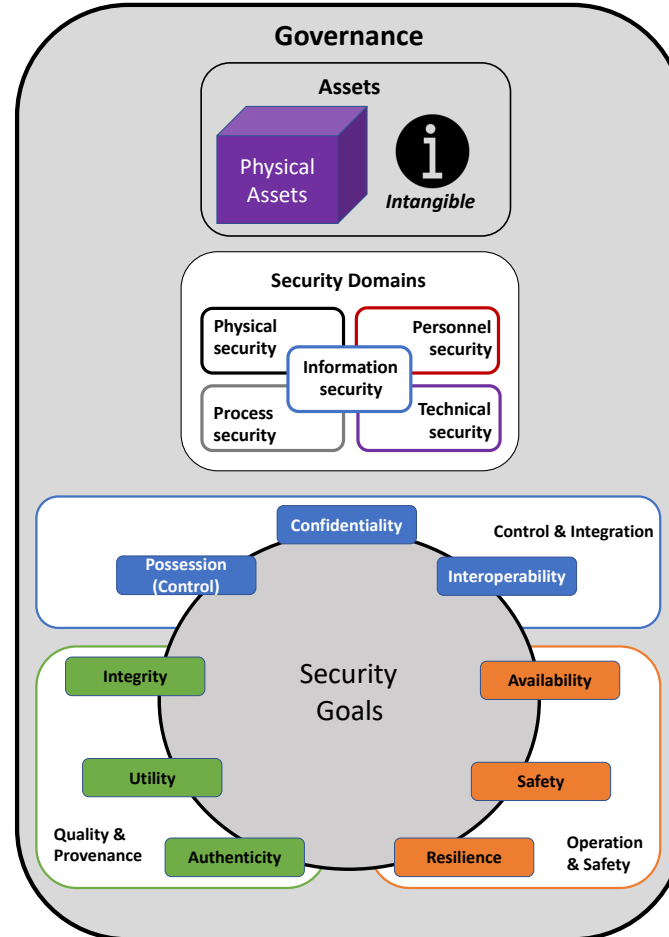 Governance
Assets
Physical
Assets
i
Intangible
Security Domains
Physical
security
Personnel
security
Information
security
Process
security
Technical
security
Confidentiality
Control & Integration
Possession
(Control)
Interoperability
Integrity
Security
Goals
Availability
Utility
Safety
Quality &
Provenance
Authenticity
Resilience
Operation
& Safety